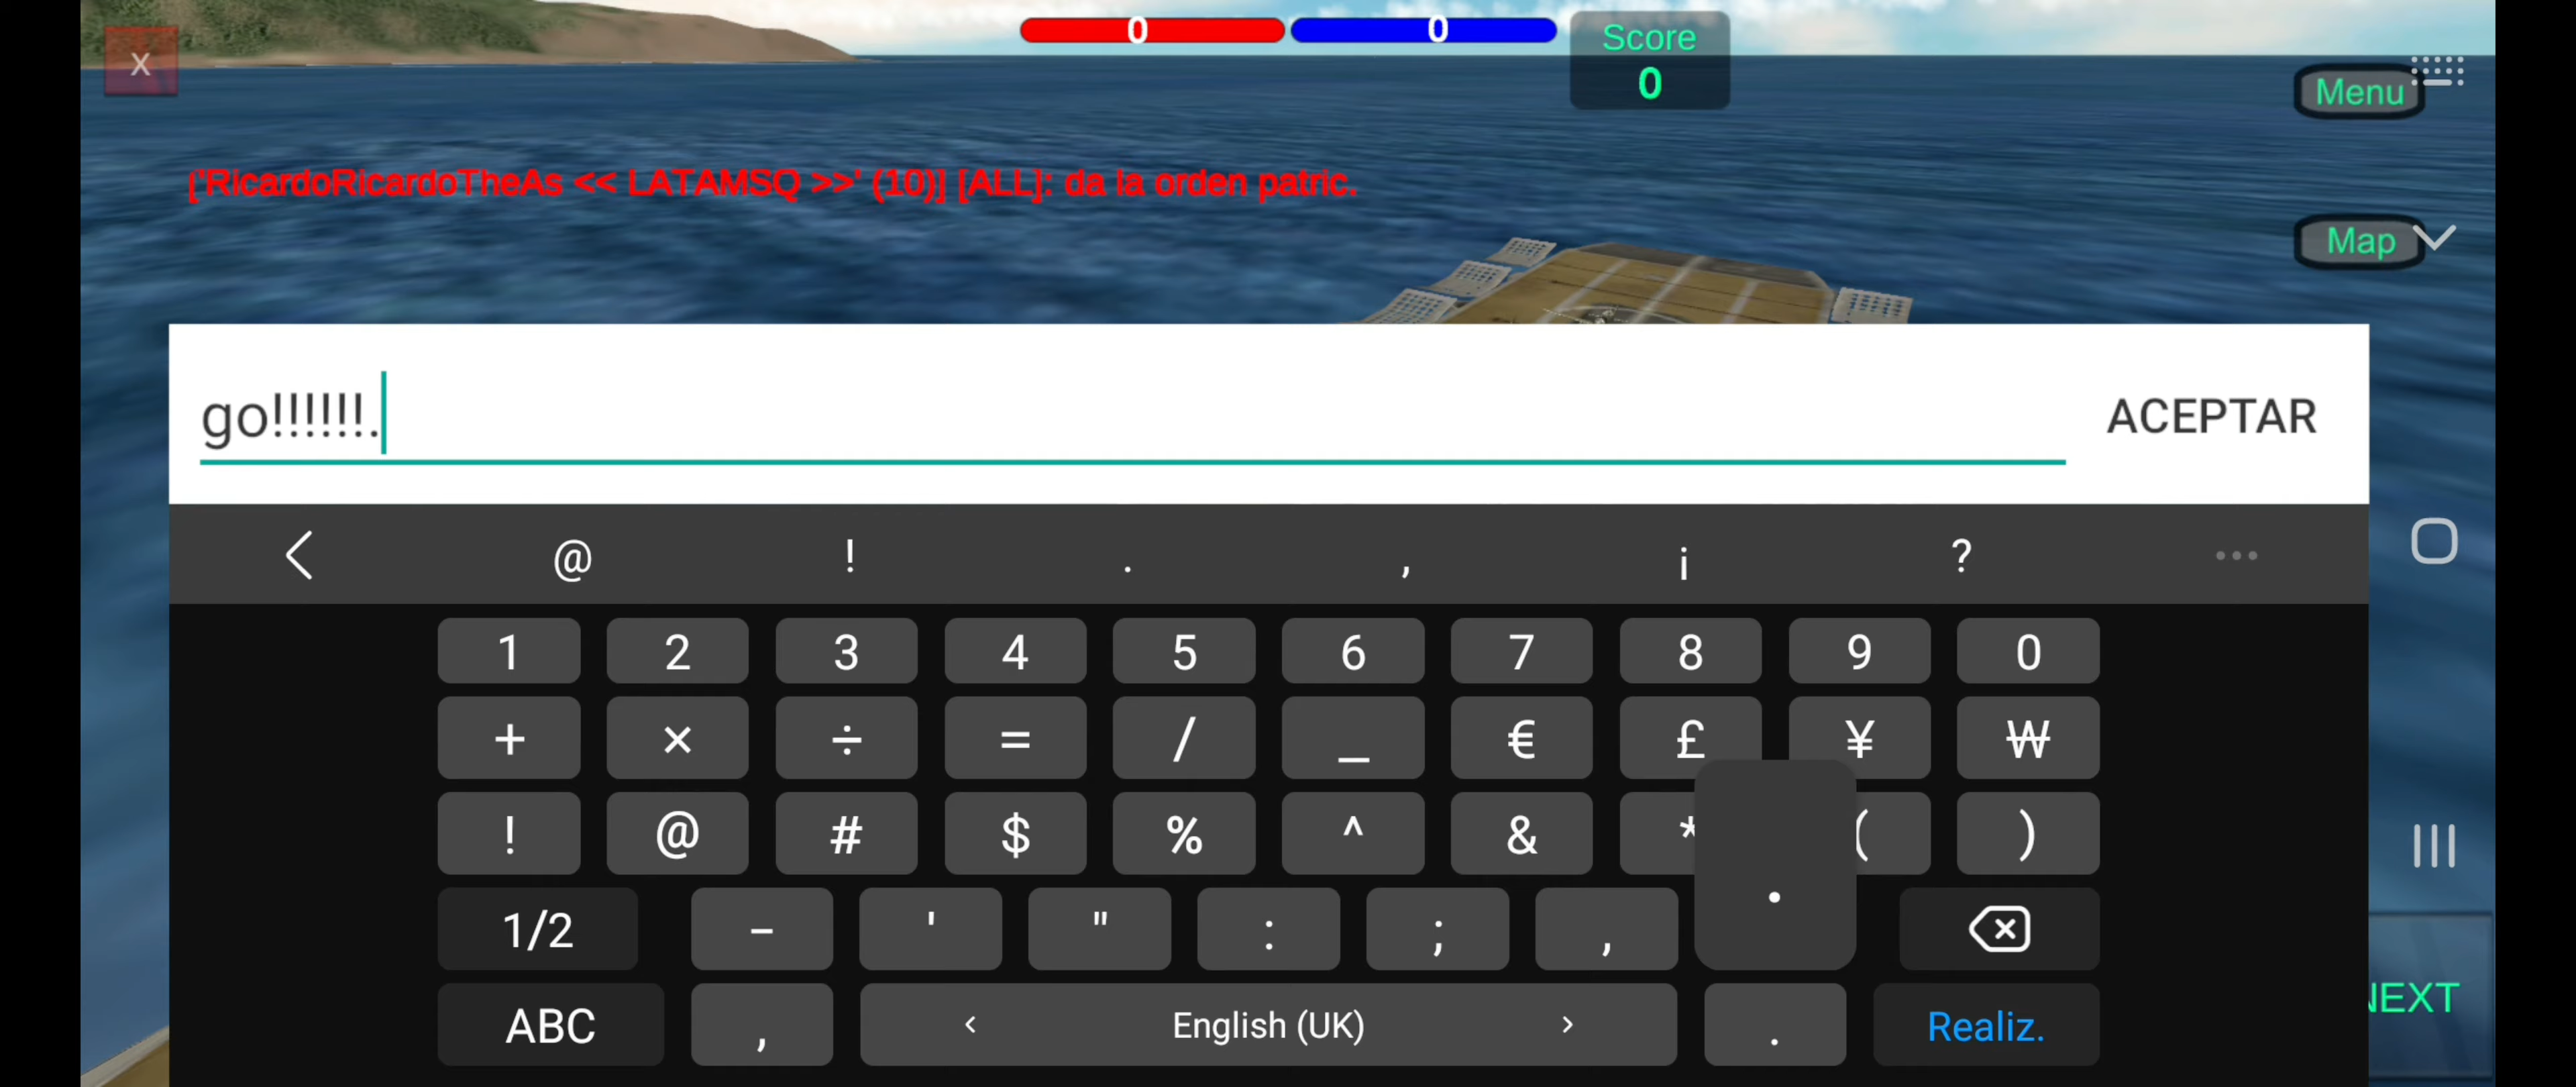 X
0
0
Score
0
Menu
['RicardoRicardoTheAs << LATAMSQ >>' (10)] [ALL]: da la orden patric.
Map
go!!!!!!.
ACEPTAR
@ ! . , ¡ ? •••
1 2 3 4 5 6 7 8 9 0
+ × ÷ = / _ € £ ¥ ₩
! @ # $ % ^ & * ( )
1/2 - ' " : ; , .
NEXT
ABC , < English (UK) > . Realiz.